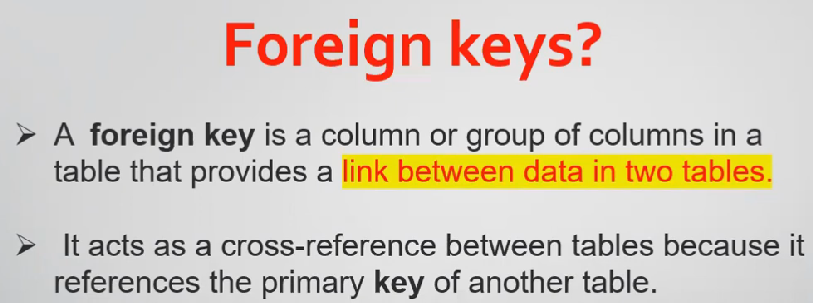 Foreign keys?
➢ A foreign key is a column or group of columns in a
table that provides a link between data in two tables.
➢ It acts as a cross-reference between tables because it
references the primary key of another table.